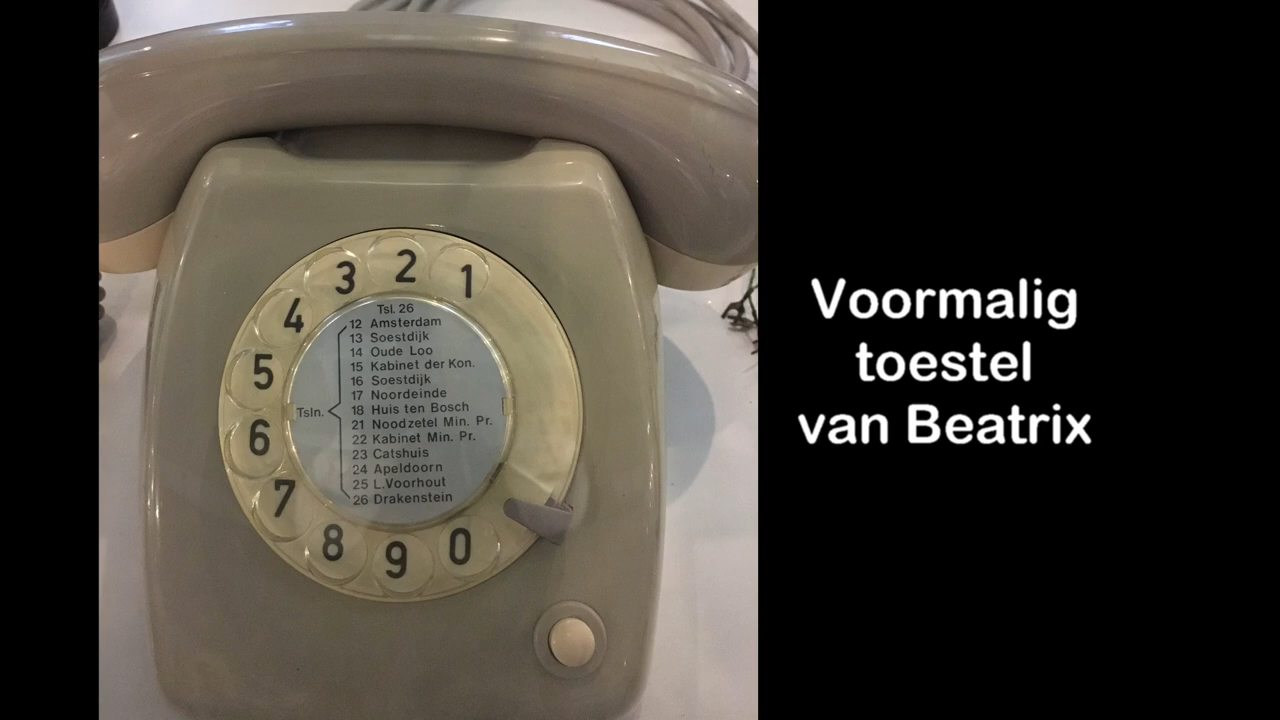 3 2 1
4
5
6
7
8 9 0
Tsl. 26
Tsln.
12 Amsterdam
13 Soestdijk
14 Oude Loo
15 Kabinet der Kon.
16 Soestdijk
17 Noordeinde
18 Huis ten Bosch
21 Noodzetel Min. Pr.
22 Kabinet Min. Pr.
23 Catshuis
24 Apeldoorn
25 L.Voorhout
26 Drakenstein
Voormalig
toestel
van Beatrix